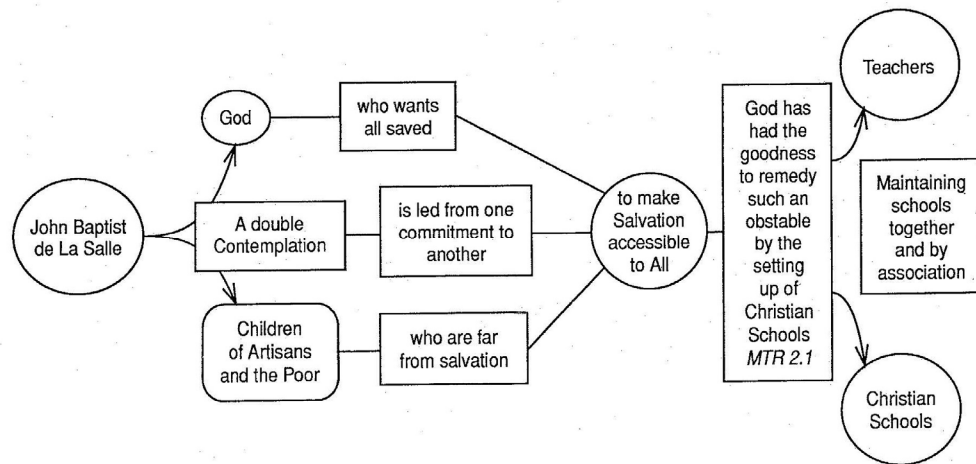 John Baptist
de La Salle
God
who wants
all saved
A double
Contemplation
is led from one
commitment to
another
Children
of Artisans
and the Poor
who are far
from salvation
to make
Salvation
accessible
to All
God has
had the
goodness
to remedy
such an
obstable
by the
setting
up of
Christian
Schools
MTR 2.1
Teachers
Maintaining
schools
together
and by
association
Christian
Schools